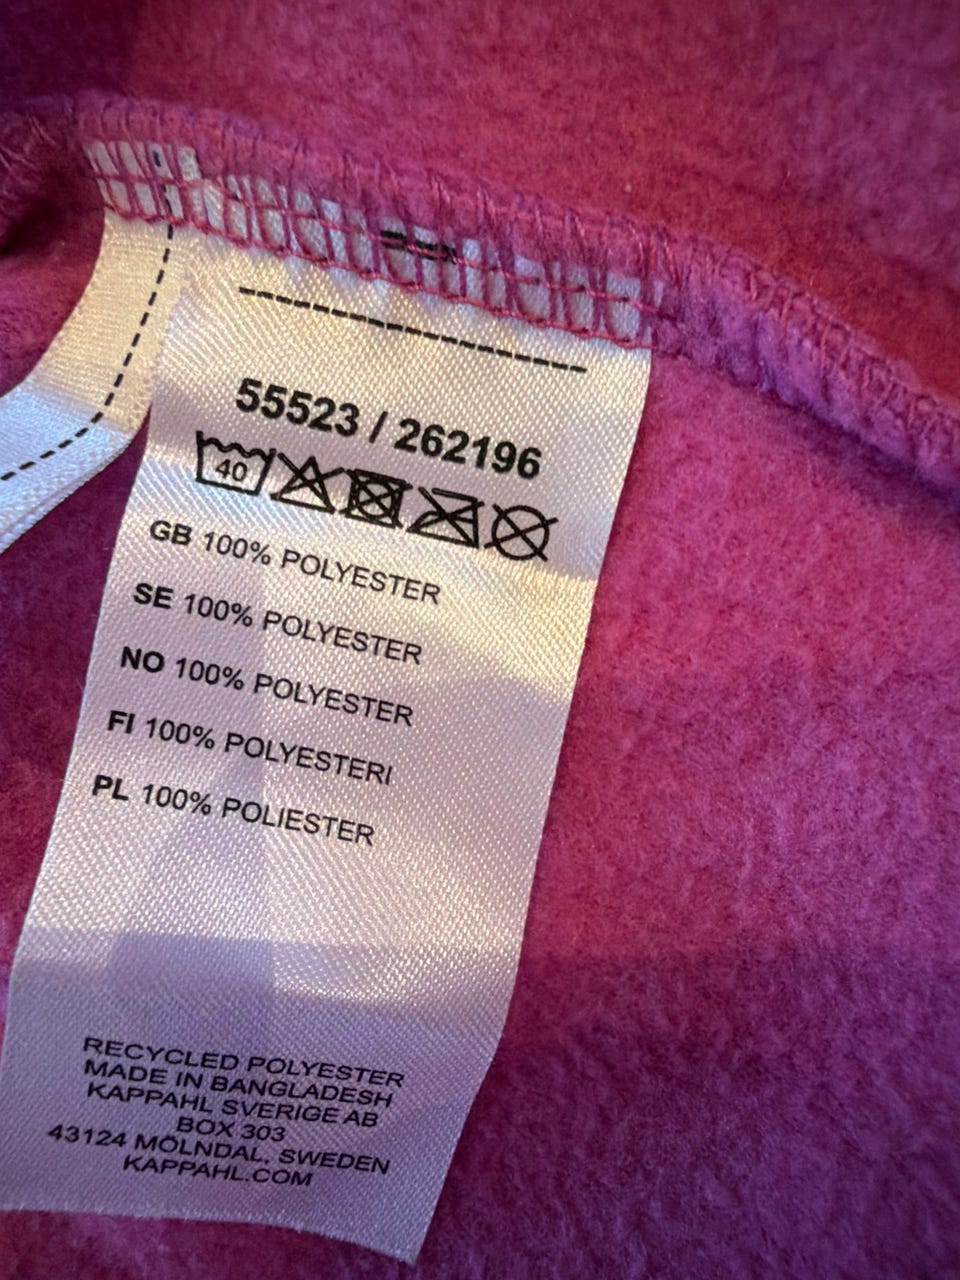 55523 / 262196
40
GB 100% POLYESTER
SE 100% POLYESTER
NO 100% POLYESTER
FI 100% POLYESTERI
PL 100% POLIESTER
RECYCLED POLYESTER
MADE IN BANGLADESH
KAPPAHL SVERIGE AB
BOX 303
43124 MÖLNDAL, SWEDEN
KAPPAHL.COM